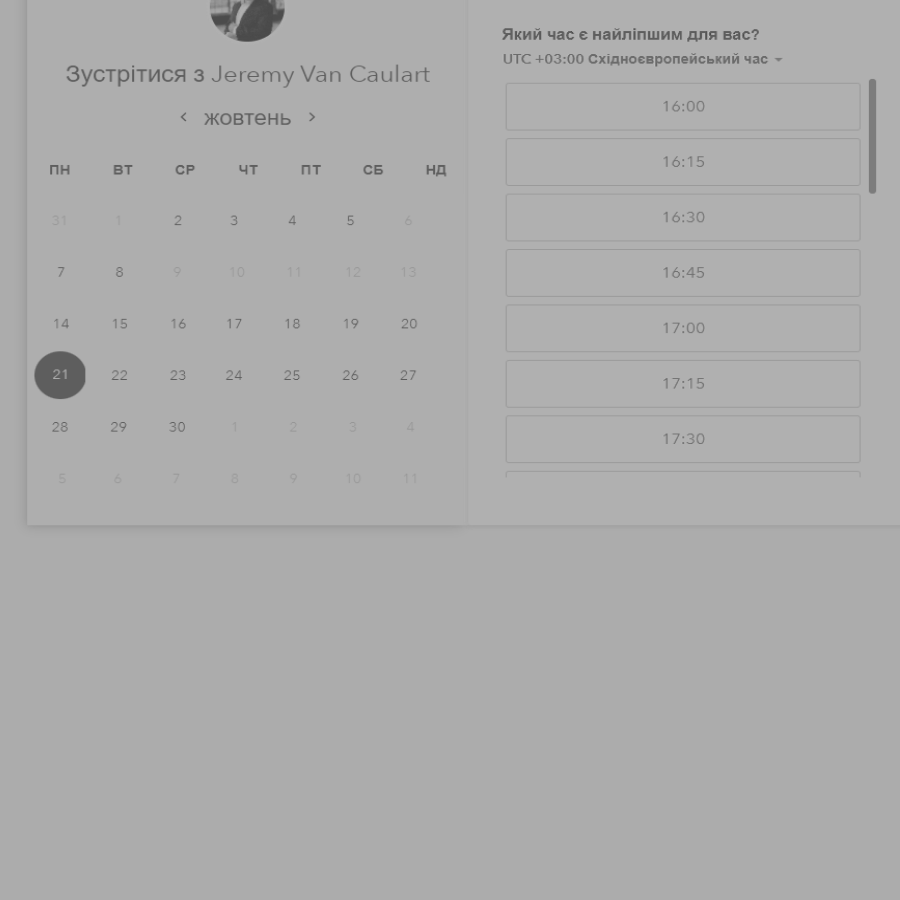 Зустрітися з Jeremy Van Caulart
жовтень
ПН ВТ СР ЧТ ПТ СБ НД
31 1 2 3 4 5 6
7 8 9 10 11 12 13
14 15 16 17 18 19 20
21 22 23 24 25 26 27
28 29 30 1 2 3 4
5 6 7 8 9 10 11
Який час є найліпшим для вас?
UTC +03:00 Східноєвропейський час
16:00
16:15
16:30
16:45
17:00
17:15
17:30